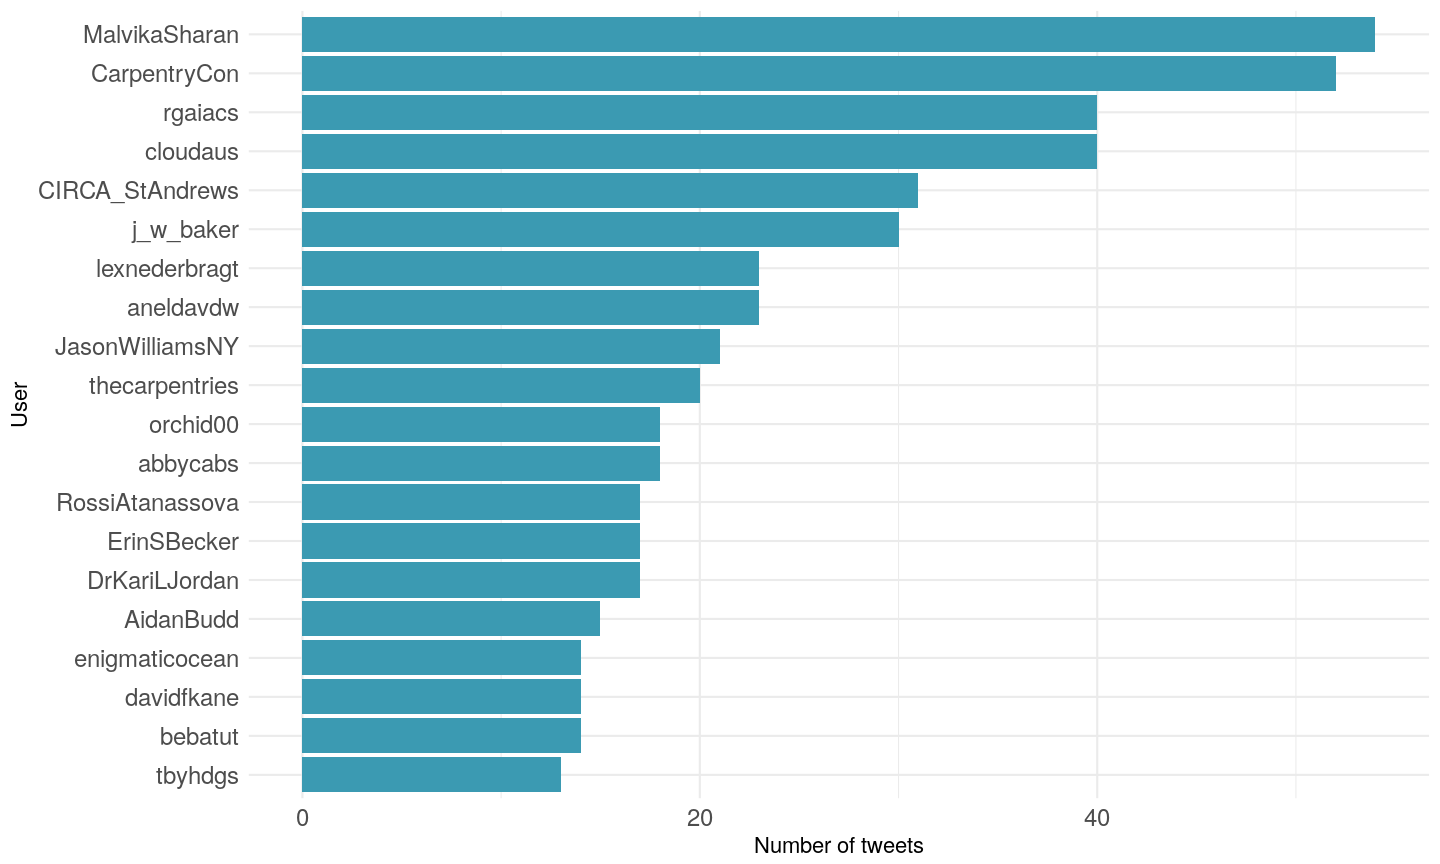 MalvikaSharan
CarpentryCon
rgaiacs
cloudaus
CIRCA_StAndrews
j_w_baker
lexnederbragt
aneldavdw
JasonWilliamsNY
thecarpentries
orchid00
abbycabs
RossiAtanassova
ErinSBecker
DrKariLJordan
AidanBudd
enigmaticocean
davidfkane
bebatut
tbyhdgs
User
0 20 40
Number of tweets